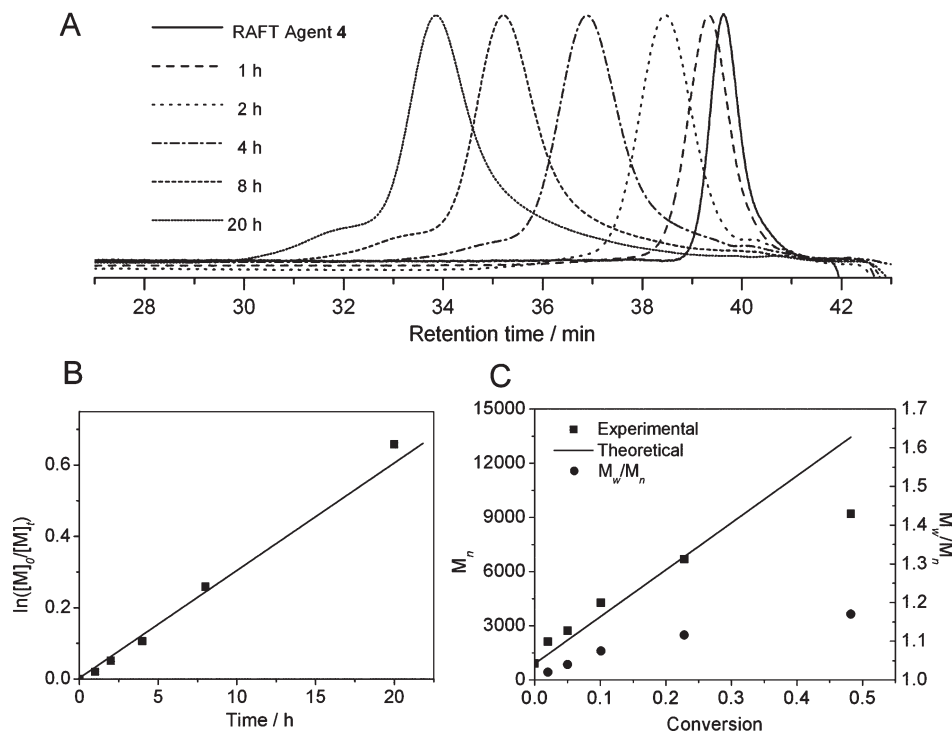 A
RAFT Agent 4
1 h
2 h
4 h
8 h
20 h
28 30 32 34 36 38 40 42
Retention time / min
B
ln([M]0/[M]t)
0.6
0.4
0.2
0.0
0 5 10 15 20
Time / h
C
Mn
15000
12000
9000
6000
3000
0
Experimental
Theoretical
Mw/Mn
1.7
1.6
1.5
1.4
1.3
1.2
1.1
1.0
Mw/Mn
0.0 0.1 0.2 0.3 0.4 0.5
Conversion